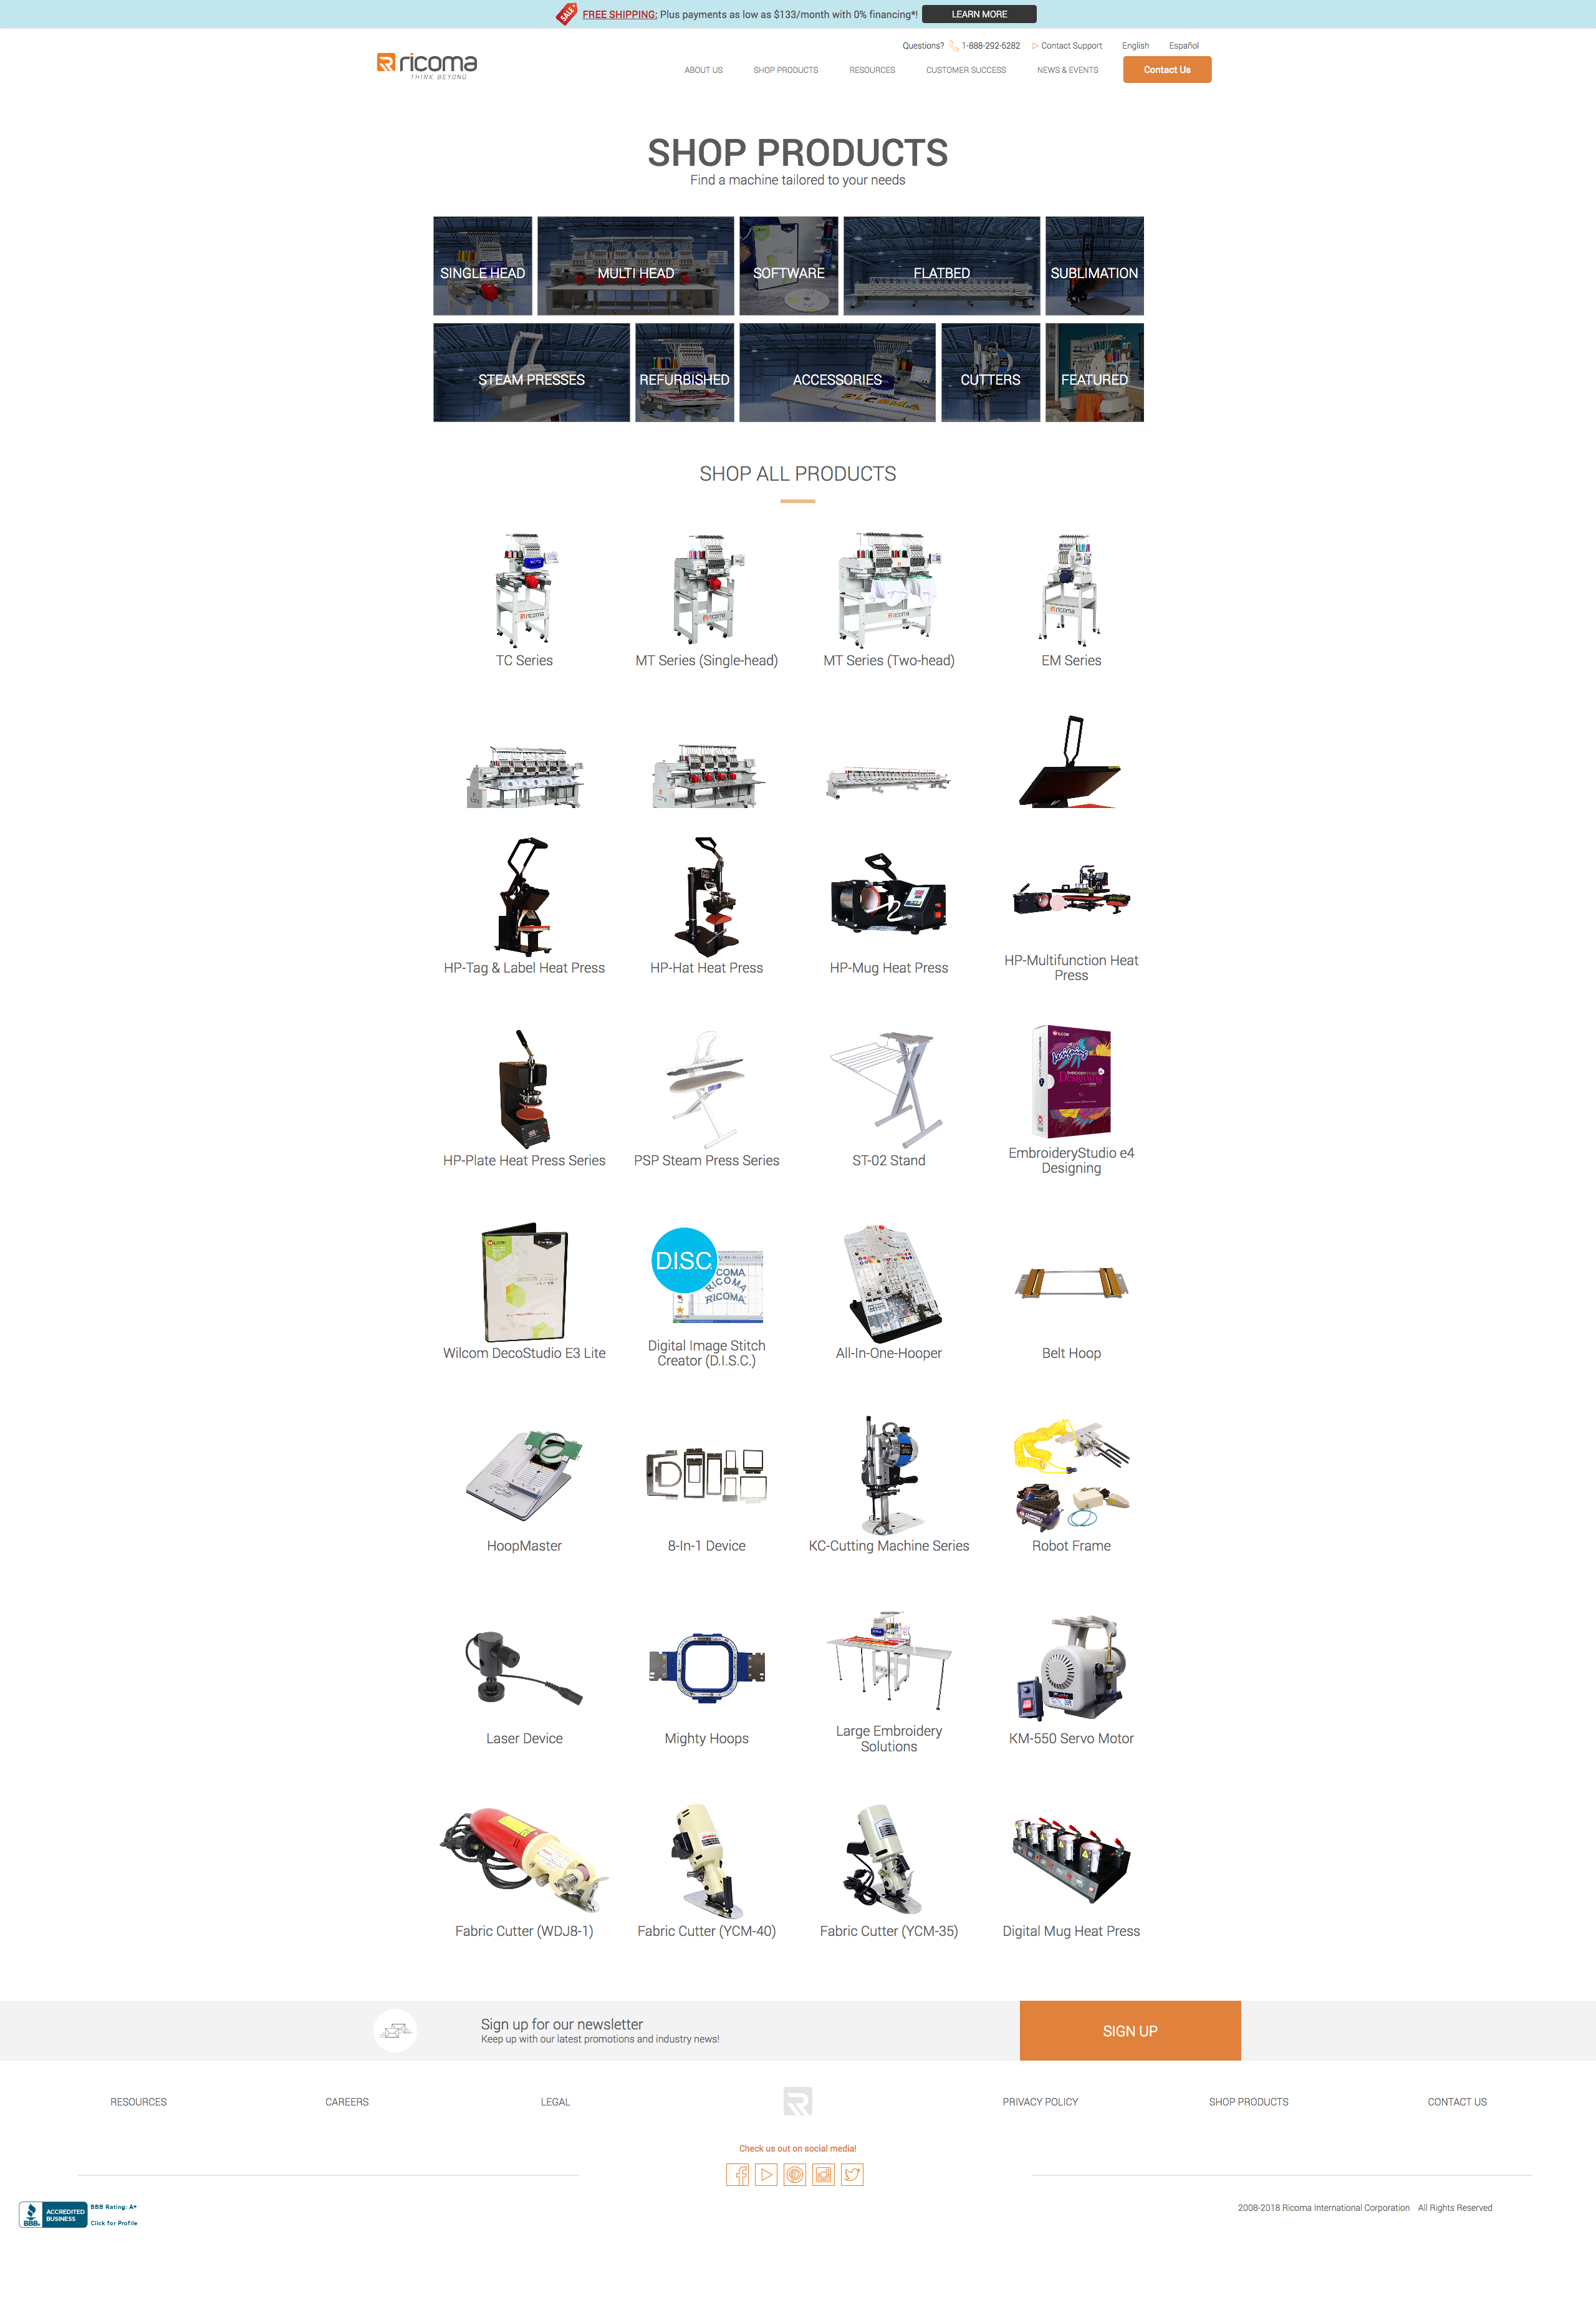 SALE FREE SHIPPING: Plus payments as low as $133/month with 0% financing*! LEARN MORE
Questions? 1-888-292-6282 Contact Support English Español
ricoma
THINK BEYOND
ABOUT US SHOP PRODUCTS RESOURCES CUSTOMER SUCCESS NEWS & EVENTS Contact Us
SHOP PRODUCTS
Find a machine tailored to your needs
SINGLE HEAD MULTI HEAD SOFTWARE FLATBED SUBLIMATION
STEAM PRESSES REFURBISHED ACCESSORIES CUTTERS FEATURED
SHOP ALL PRODUCTS
ricoma ricoma ricoma
TC Series MT Series (Single-head) MT Series (Two-head) EM Series
HP-Tag & Label Heat Press HP-Hat Heat Press HP-Mug Heat Press HP-Multifunction Heat
Press
WILCOM
Designing
HP-Plate Heat Press Series PSP Steam Press Series ST-02 Stand EmbroideryStudio e4
Designing
WILCOM
D.I.S.C.
RICOMA
RICOMA
Wilcom DecoStudio E3 Lite Digital Image Stitch
Creator (D.I.S.C.) All-In-One-Hooper Belt Hoop
HoopMaster 8-In-1 Device KC-Cutting Machine Series Robot Frame
Laser Device Mighty Hoops Large Embroidery
Solutions KM-550 Servo Motor
Fabric Cutter (WDJ8-1) Fabric Cutter (YCM-40) Fabric Cutter (YCM-35) Digital Mug Heat Press
Sign up for our newsletter
Keep up with our latest promotions and industry news!
SIGN UP
RESOURCES CAREERS LEGAL PRIVACY POLICY SHOP PRODUCTS CONTACT US
Check us out on social media!
BBB. ACCREDITED BUSINESS
BBB Rating: A+
Click for Profile
2008-2018 Ricoma International Corporation All Rights Reserved